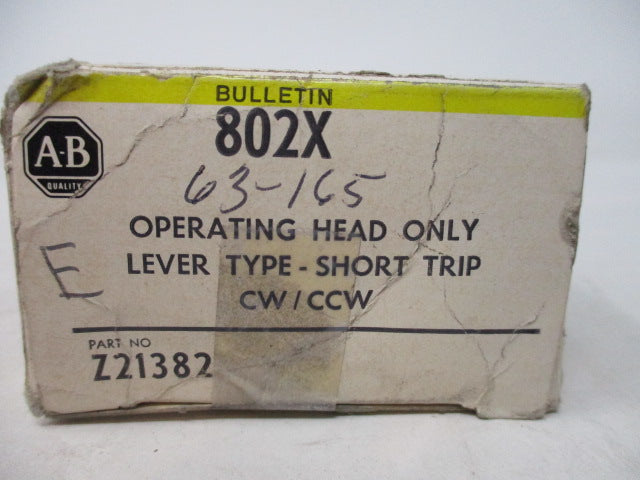 BULLETIN
802X
A-B
QUALITY
63-165
OPERATING HEAD ONLY
LEVER TYPE - SHORT TRIP
CW/CCW
E
PART NO
Z21382